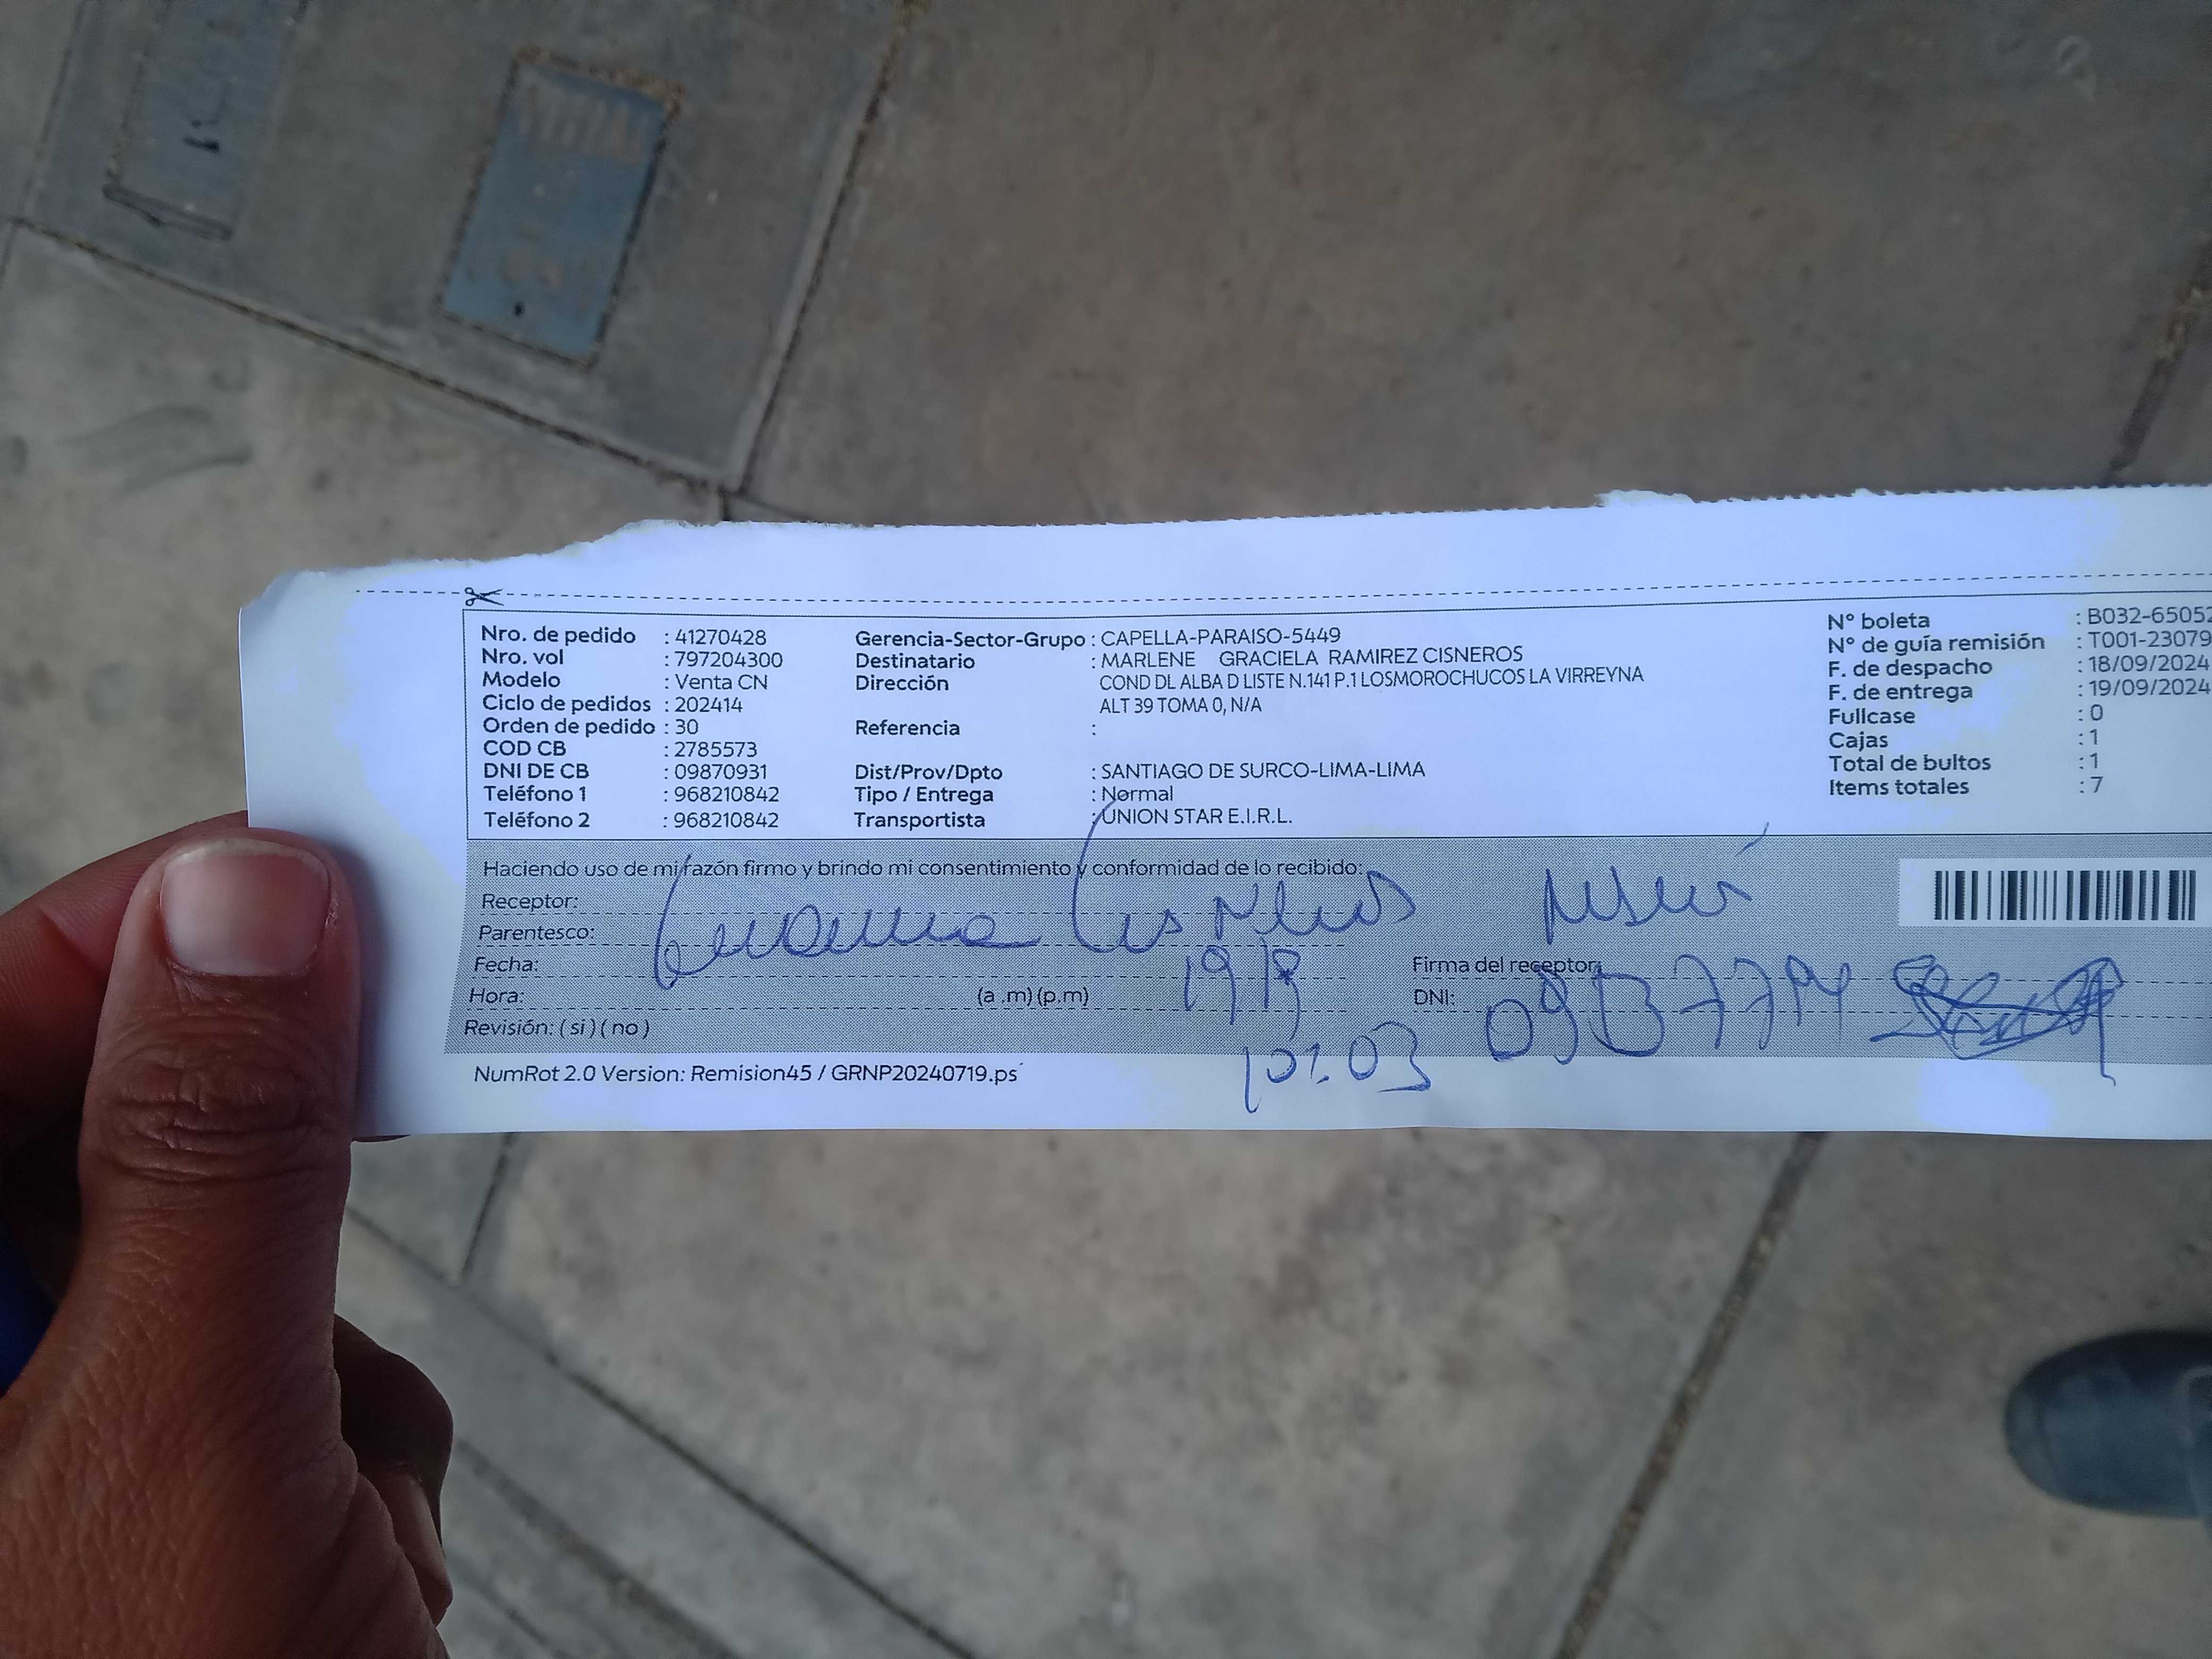 Nro. de pedido : 41270428 Gerencia-Sector-Grupo : CAPELLA-PARAISO-5449 N° boleta : B032-65052
Nro. vol : 797204300 Destinatario : MARLENE GRACIELA RAMIREZ CISNEROS N° de guía remisión : T001-23079
Modelo : Venta CN Dirección COND DL ALBA D LISTE N.141 P.1 LOSMOROCHUCOS LA VIRREYNA F. de despacho : 18/09/2024
Ciclo de pedidos : 202414 ALT 39 TOMA 0, N/A F. de entrega : 19/09/2024
Orden de pedido : 30 Referencia : Fullcase : 0
COD CB : 2785573 Cajas : 1
DNI DE CB : 09870931 Dist/Prov/Dpto : SANTIAGO DE SURCO-LIMA-LIMA Total de bultos : 1
Teléfono 1 : 968210842 Tipo / Entrega : Normal Items totales : 7
Teléfono 2 : 968210842 Transportista : UNION STAR E.I.R.L.
Haciendo uso de mi razón firmo y brindo mi consentimiento y conformidad de lo recibido:
Receptor: Cisneros
Parentesco:
Fecha: 19/9 Firma del receptor:
Hora: (a .m) (p.m) DNI:
Revisión: ( si ) ( no )
NumRot 2.0 Version: Remision45 / GRNP20240719.ps